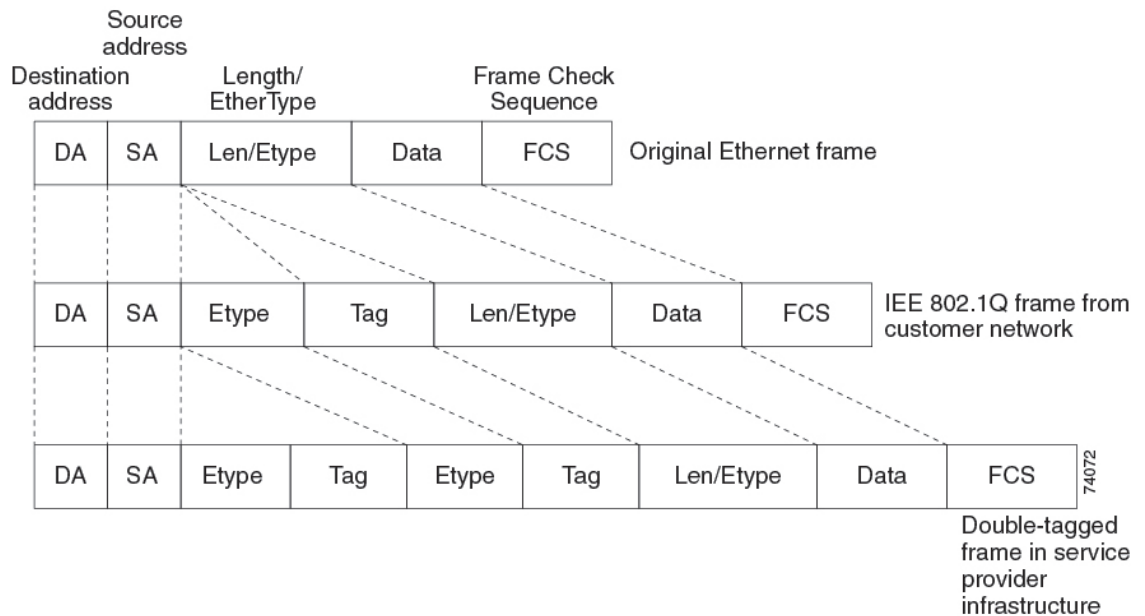 Source
address
Destination
address
Length/
EtherType
Frame Check
Sequence
DA SA Len/Etype Data FCS
Original Ethernet frame
DA SA Etype Tag Len/Etype Data FCS
IEE 802.1Q frame from
customer network
DA SA Etype Tag Etype Tag Len/Etype Data FCS
74072
Double-tagged
frame in service
provider
infrastructure